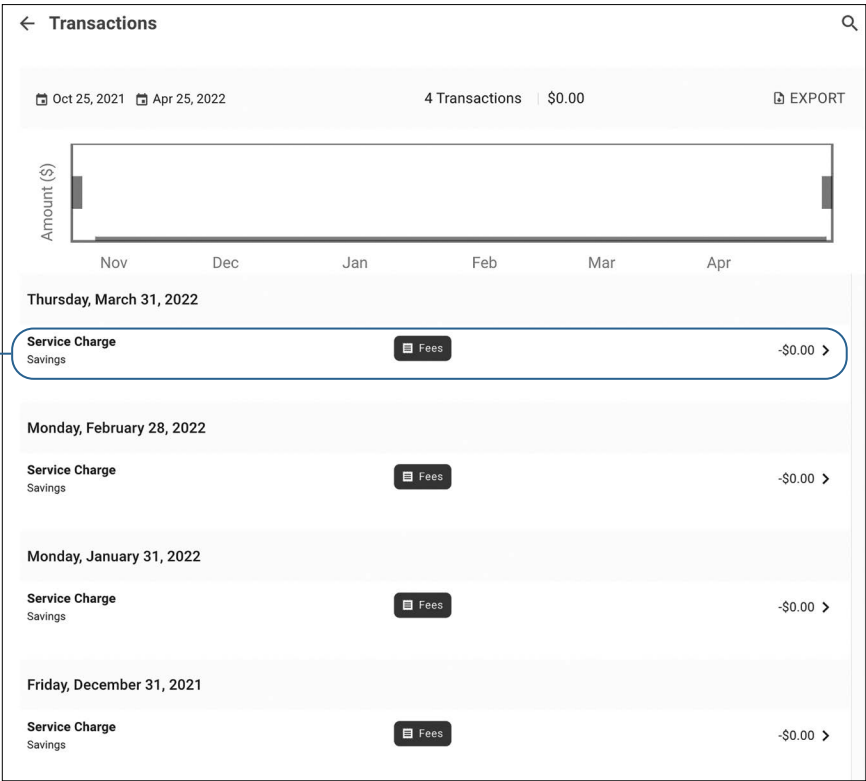 Transactions
Oct 25, 2021 Apr 25, 2022 4 Transactions $0.00 EXPORT
Amount ($)
Nov Dec Jan Feb Mar Apr
Thursday, March 31, 2022
Service Charge Fees -$0.00
Savings
Monday, February 28, 2022
Service Charge Fees -$0.00
Savings
Monday, January 31, 2022
Service Charge Fees -$0.00
Savings
Friday, December 31, 2021
Service Charge Fees -$0.00
Savings